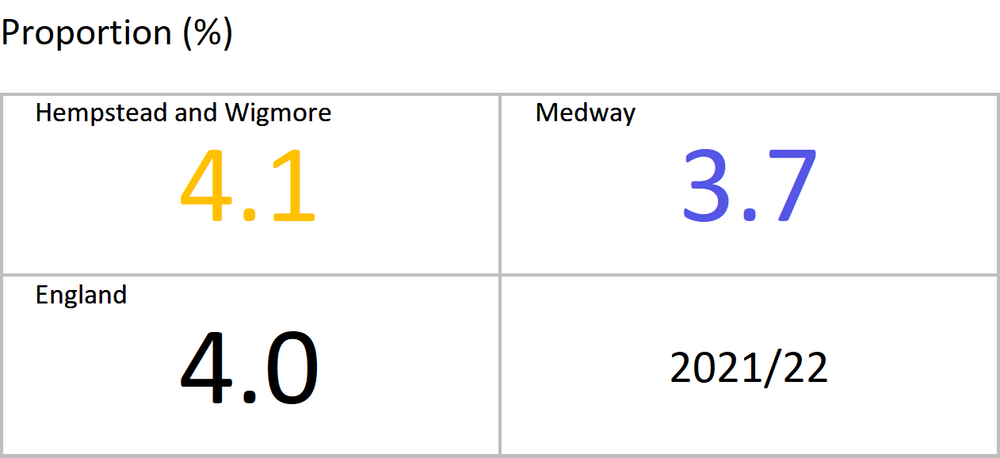 Proportion (%)
Hempstead and Wigmore
4.1
Medway
3.7
England
4.0
2021/22